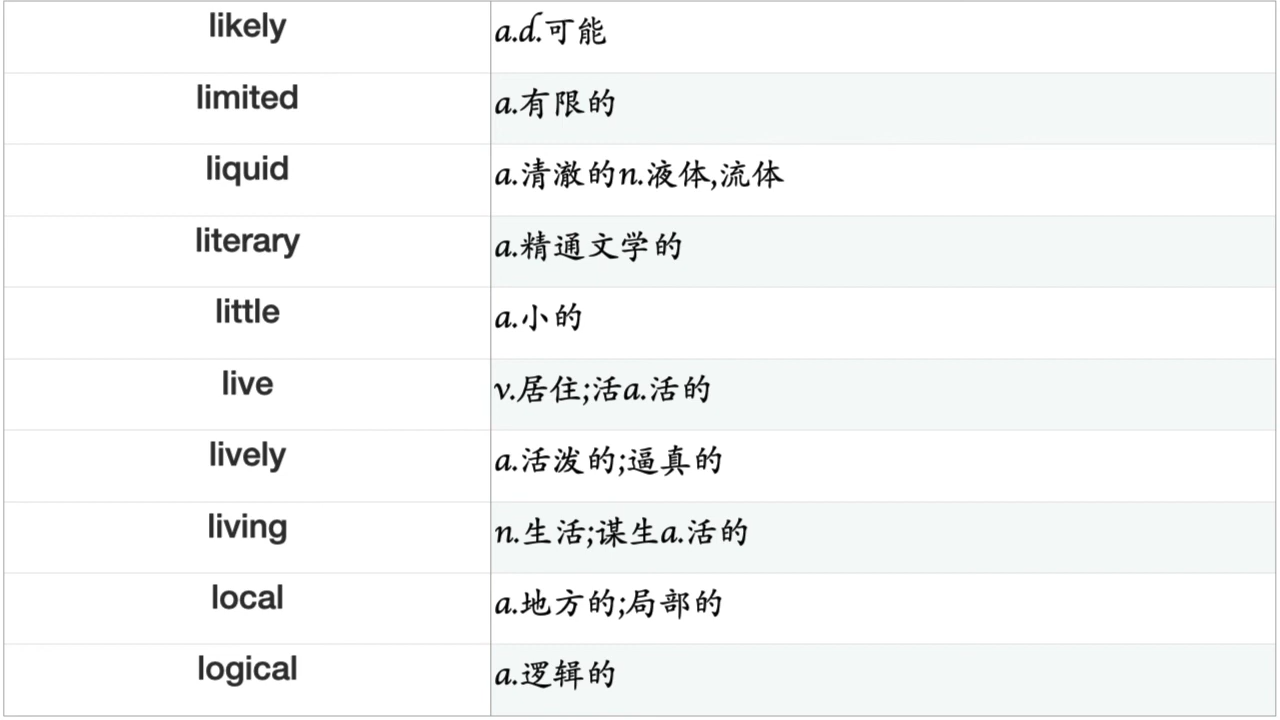 likely a.d.可能
limited a.有限的
liquid a.清澈的n.液体,流体
literary a.精通文学的
little a.小的
live v.居住;活a.活的
lively a.活泼的;逼真的
living n.生活;谋生a.活的
local a.地方的;局部的
logical a.逻辑的